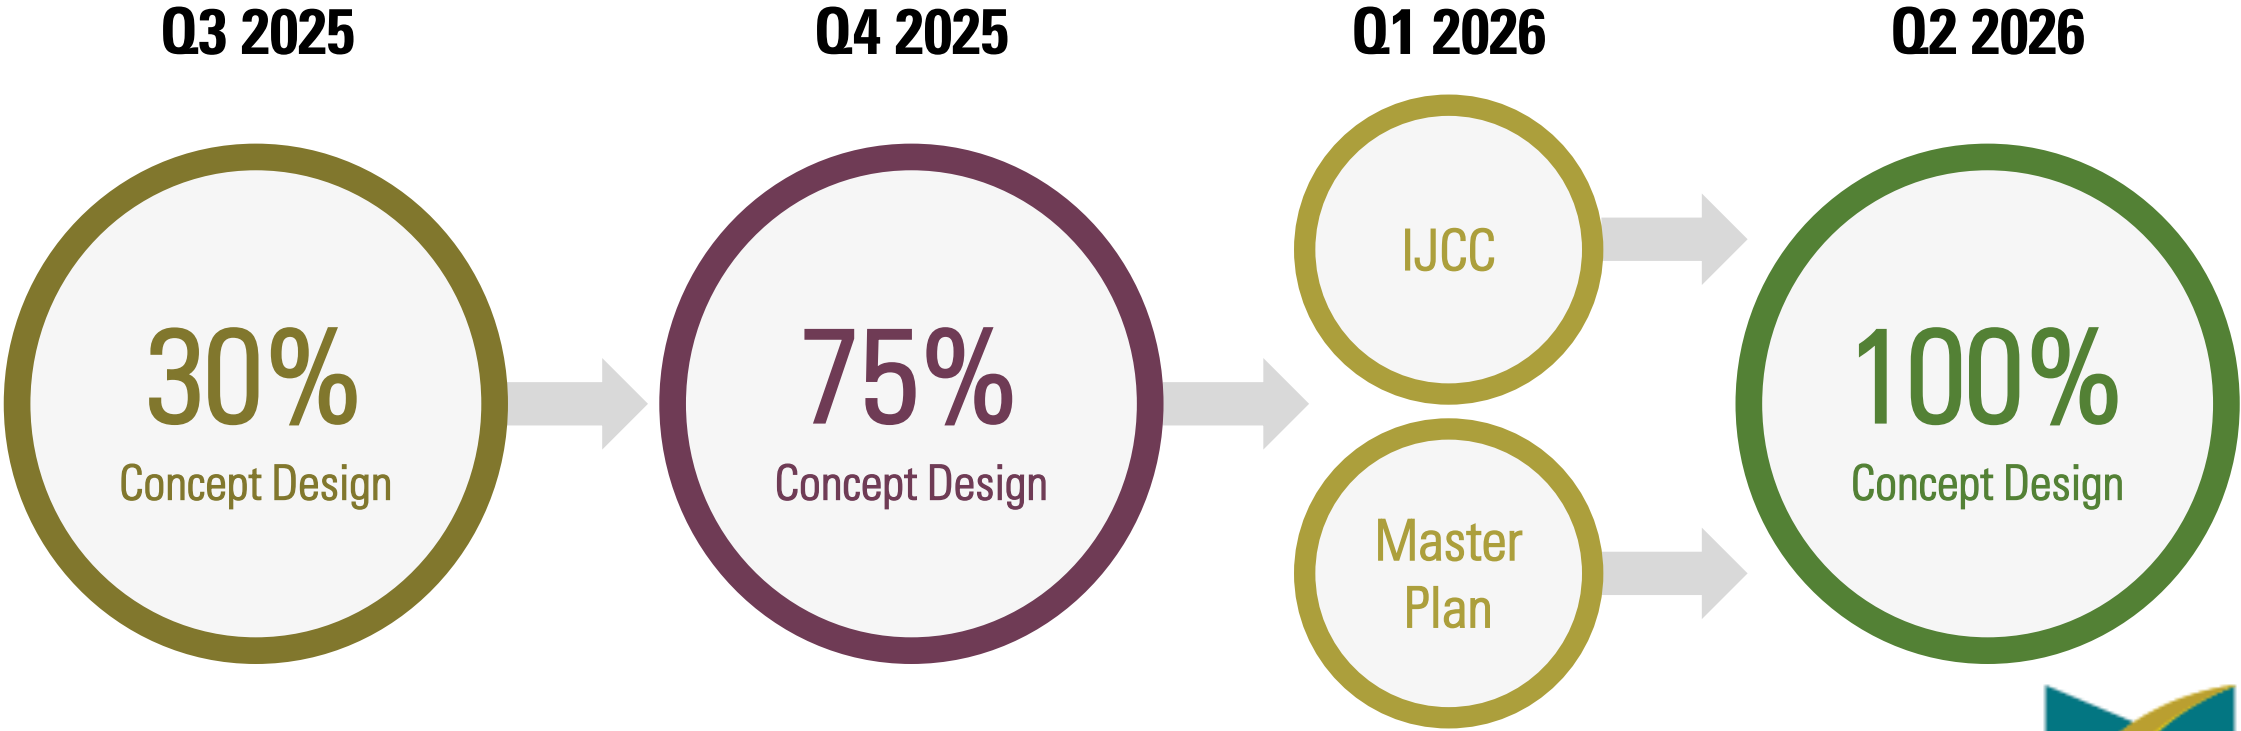 Q3 2025
Q4 2025
Q1 2026
Q2 2026
30%
Concept Design
75%
Concept Design
IJCC
Master
Plan
100%
Concept Design